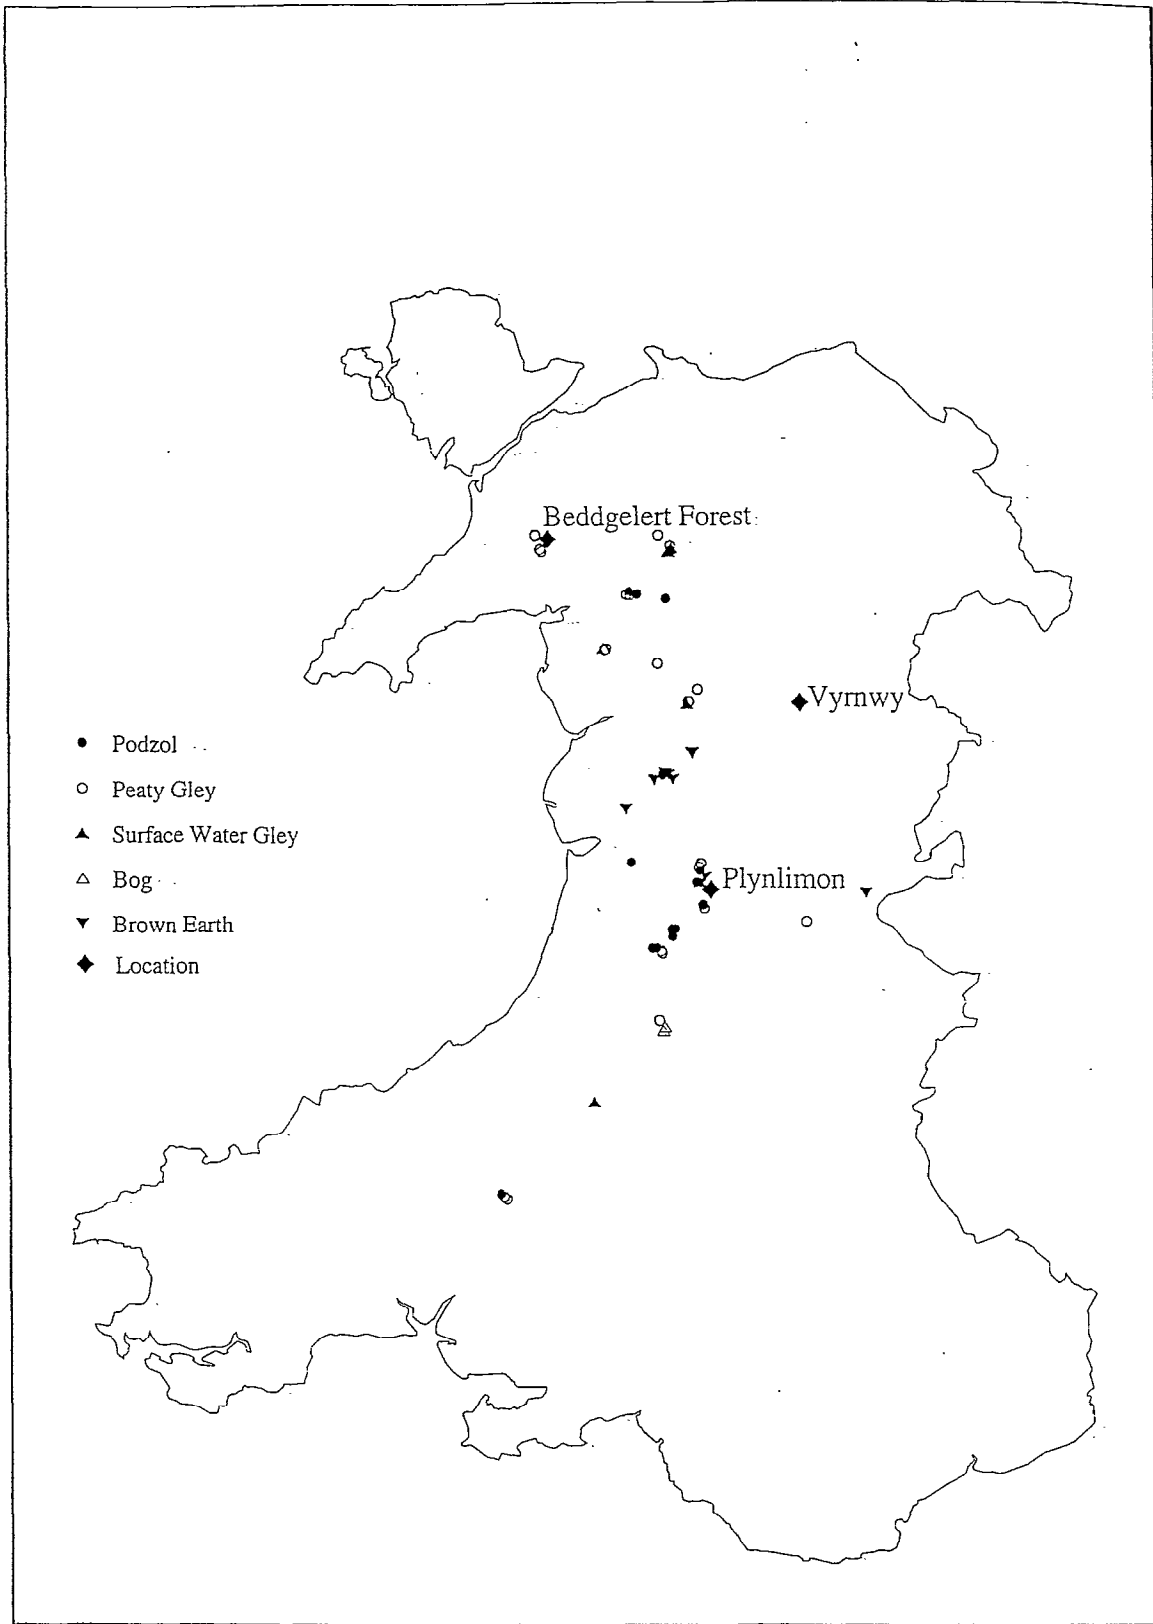 Beddgelert Forest
Vyrnwy
Podzol
Peaty Gley
Surface Water Gley
Bog
Brown Earth
Location
Plynlimon